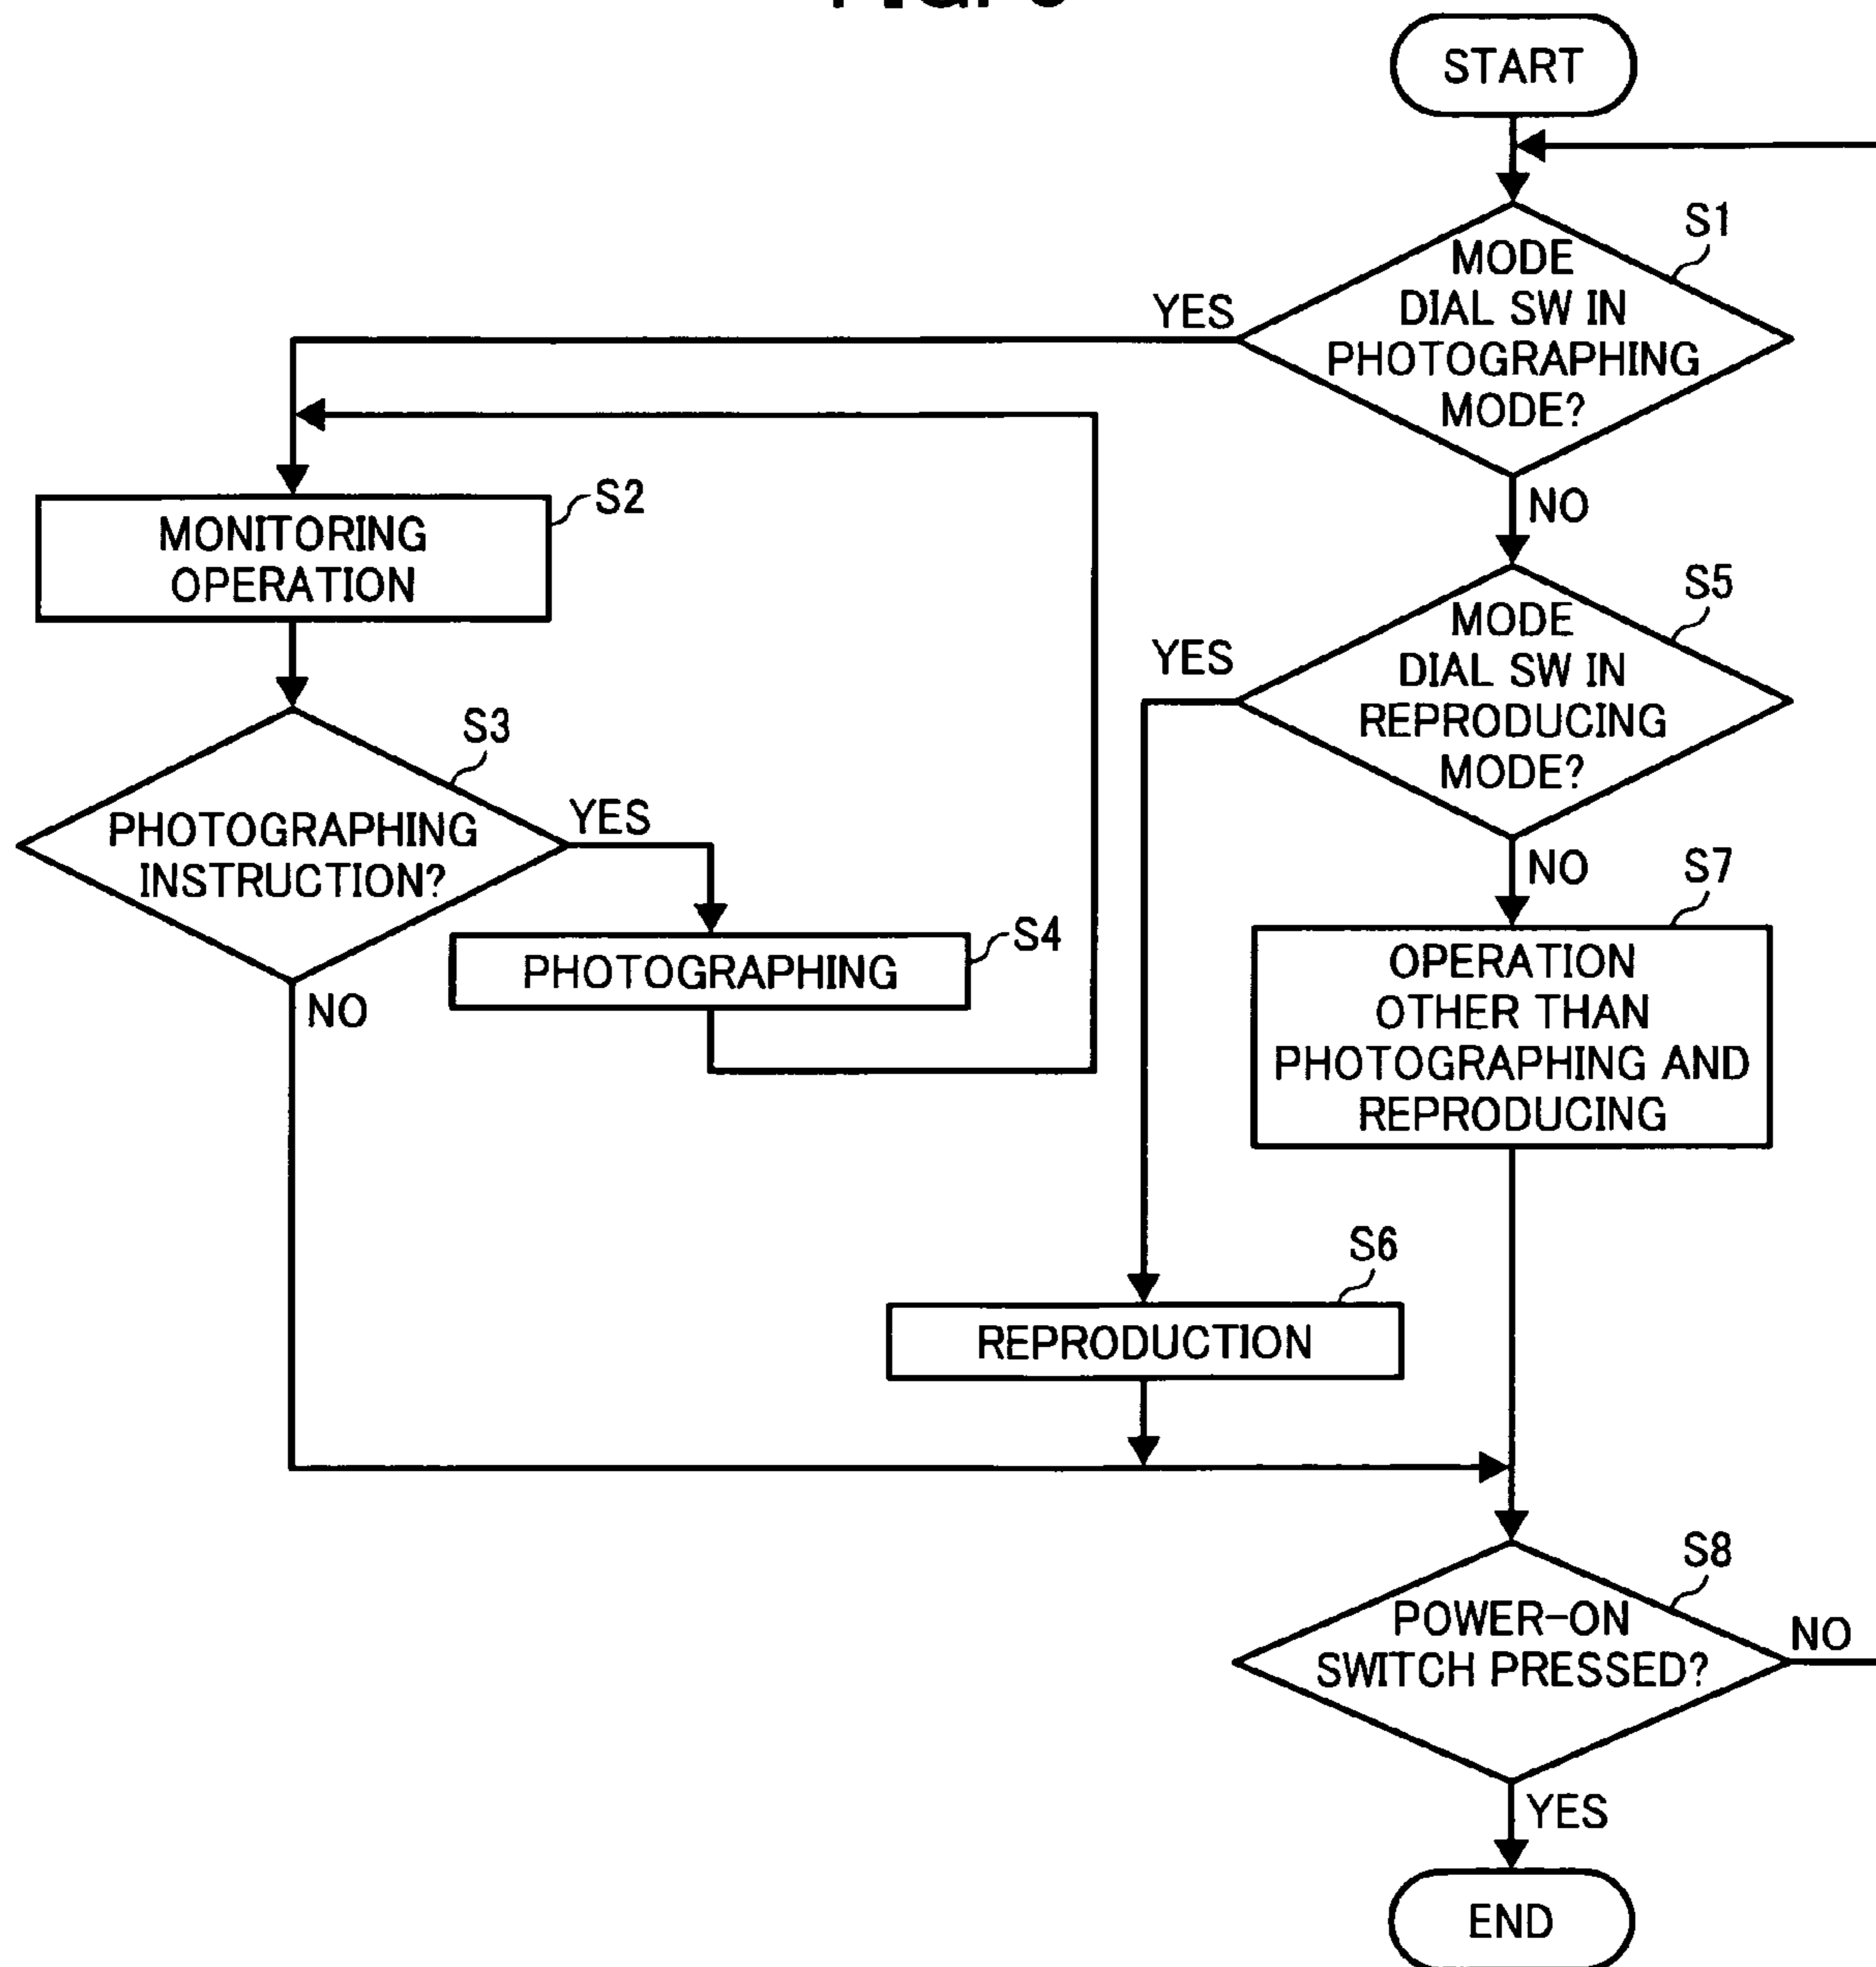 START
S1
MODE
DIAL SW IN
PHOTOGRAPHING
MODE?
YES
NO
S2
MONITORING
OPERATION
S3
PHOTOGRAPHING
INSTRUCTION?
YES
NO
S4
PHOTOGRAPHING
S5
MODE
DIAL SW IN
REPRODUCING
MODE?
YES
NO
S7
OPERATION
OTHER THAN
PHOTOGRAPHING AND
REPRODUCING
S6
REPRODUCTION
S8
POWER-ON
SWITCH PRESSED?
NO
YES
END